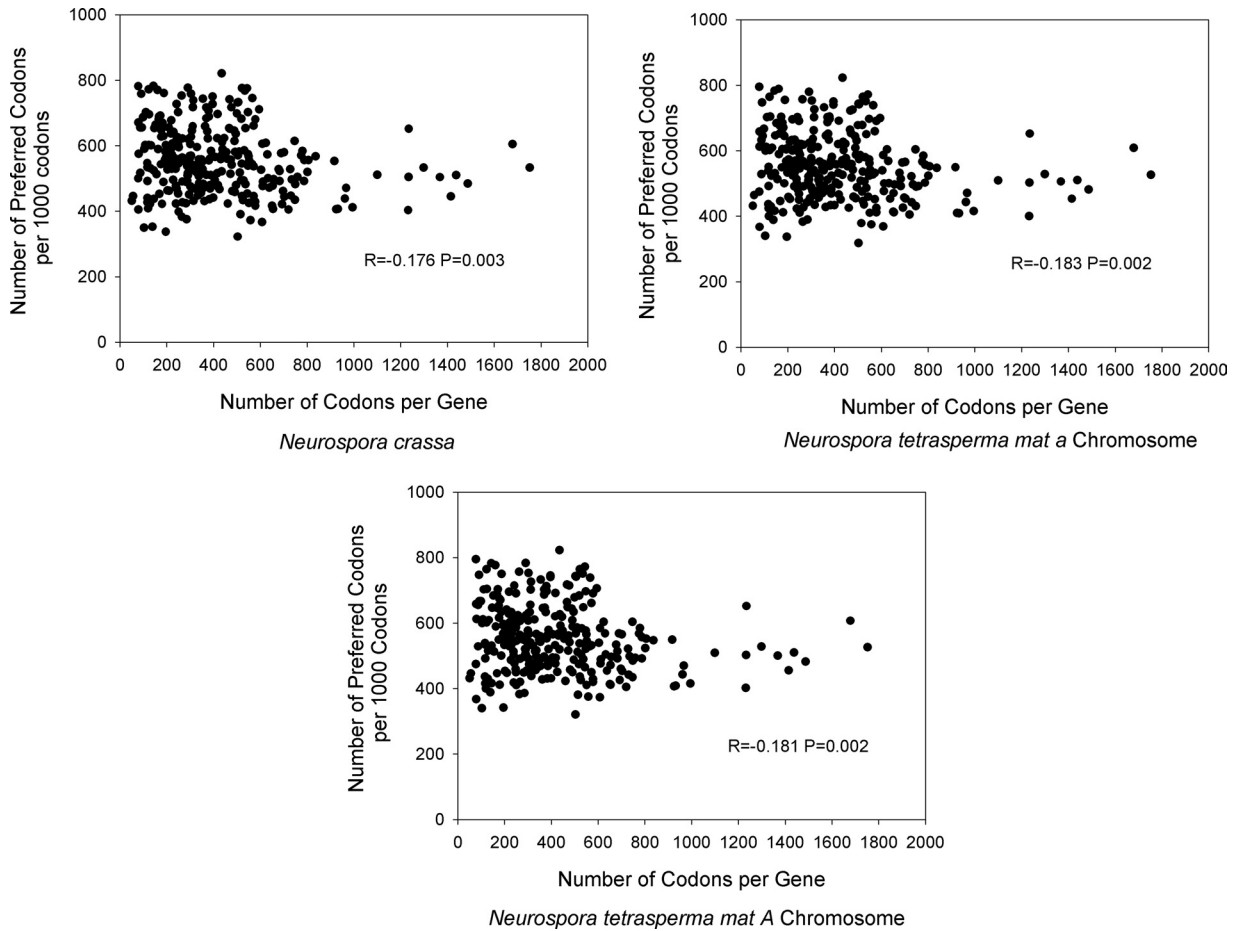 1000
800
600
400
200
0
Number of Preferred Codons
per 1000 codons
R=-0.176 P=0.003
0 200 400 600 800 1000 1200 1400 1600 1800 2000
Number of Codons per Gene
Neurospora crassa
1000
800
600
400
200
0
Number of Preferred Codons
per 1000 Codons
R=-0.183 P=0.002
0 200 400 600 800 1000 1200 1400 1600 1800 2000
Number of Codons per Gene
Neurospora tetrasperma mat a Chromosome
1000
800
600
400
200
0
Number of Preferred Codons
per 1000 Codons
R=-0.181 P=0.002
0 200 400 600 800 1000 1200 1400 1600 1800 2000
Number of Codons per Gene
Neurospora tetrasperma mat A Chromosome